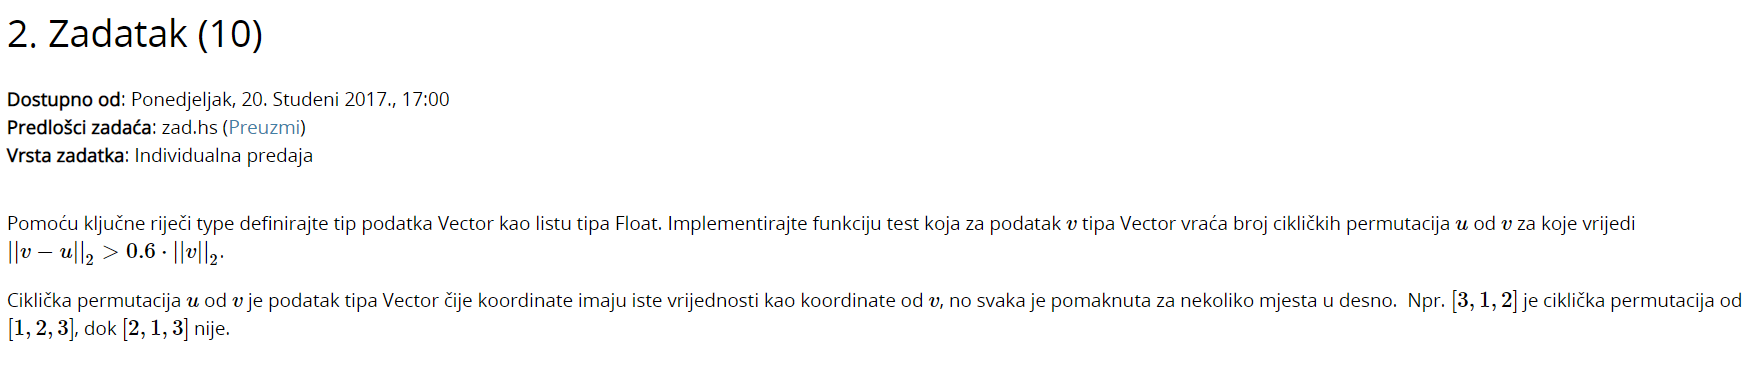 2. Zadatak (10)
Dostupno od: Ponedjeljak, 20. Studeni 2017., 17:00
Predlošci zadaća: zad.hs (Preuzmi)
Vrsta zadatka: Individualna predaja
Pomoću ključne riječi type definirajte tip podatka Vector kao listu tipa Float. Implementirajte funkciju test koja za podatak v tipa Vector vraća broj cikličkih permutacija u od v za koje vrijedi
||v − u||₂ > 0.6 · ||v||₂.
Ciklička permutacija u od v je podatak tipa Vector čije koordinate imaju iste vrijednosti kao koordinate od v, no svaka je pomaknuta za nekoliko mjesta u desno. Npr. [3, 1, 2] je ciklička permutacija od
[1, 2, 3], dok [2, 1, 3] nije.